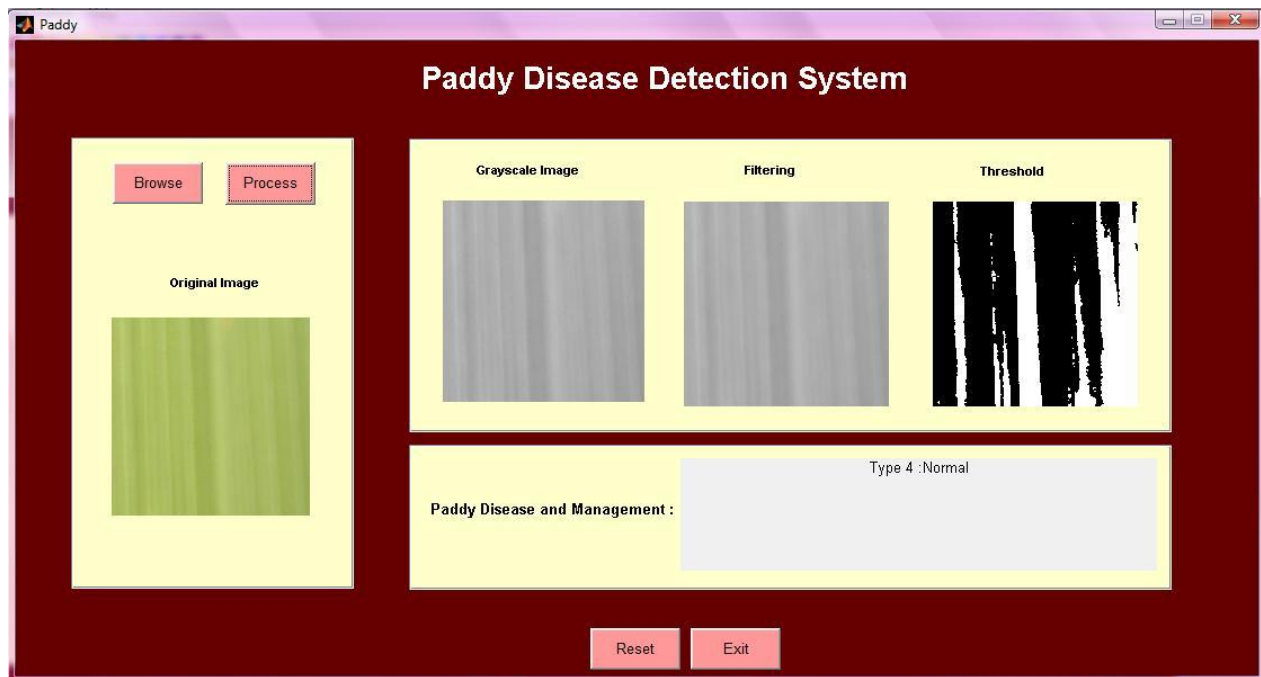 Paddy
Paddy Disease Detection System
Browse
Process
Original Image
Grayscale Image
Filtering
Threshold
Paddy Disease and Management :
Type 4 :Normal
Reset
Exit